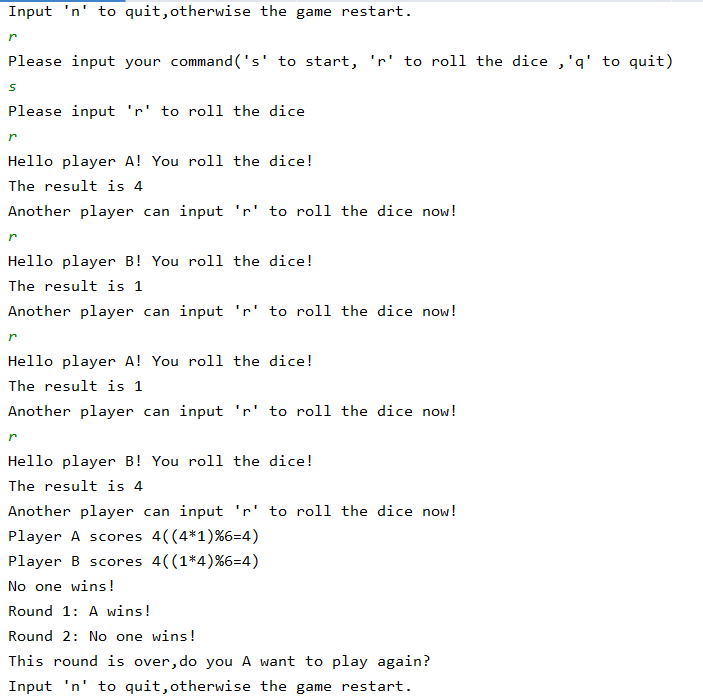 Input 'n' to quit,otherwise the game restart.
r
Please input your command('s' to start, 'r' to roll the dice ,'q' to quit)
s
Please input 'r' to roll the dice
r
Hello player A! You roll the dice!
The result is 4
Another player can input 'r' to roll the dice now!
r
Hello player B! You roll the dice!
The result is 1
Another player can input 'r' to roll the dice now!
r
Hello player A! You roll the dice!
The result is 1
Another player can input 'r' to roll the dice now!
r
Hello player B! You roll the dice!
The result is 4
Another player can input 'r' to roll the dice now!
Player A scores 4((4*1)%6=4)
Player B scores 4((1*4)%6=4)
No one wins!
Round 1: A wins!
Round 2: No one wins!
This round is over,do you A want to play again?
Input 'n' to quit,otherwise the game restart.